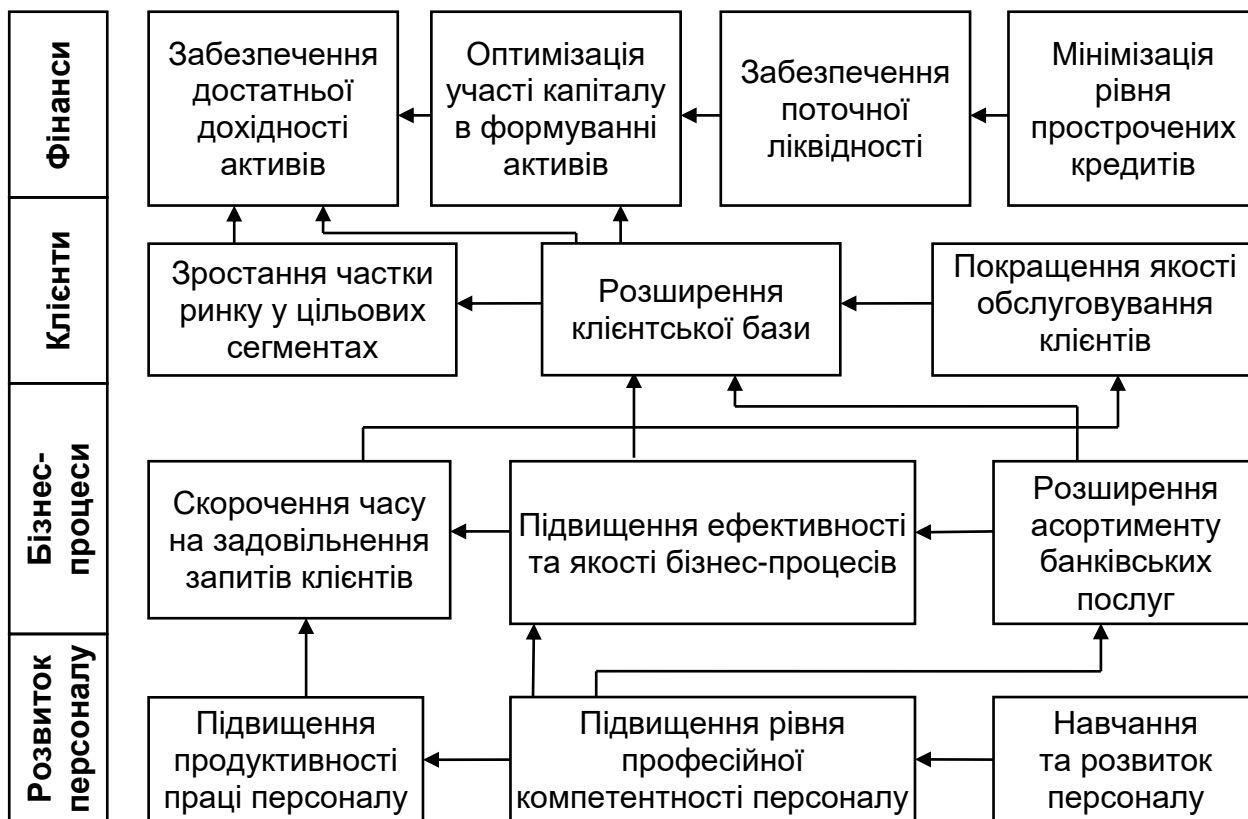 Фінанси
Забезпечення
достатньої
дохідності
активів
Оптимізація
участі капіталу
в формуванні
активів
Забезпечення
поточної
ліквідності
Мінімізація
рівня
прострочених
кредитів
Клієнти
Зростання частки
ринку у цільових
сегментах
Розширення
клієнтської бази
Покращення якості
обслуговування
клієнтів
Бізнес-
процеси
Скорочення часу
на задовільнення
запитів клієнтів
Підвищення ефективності
та якості бізнес-процесів
Розширення
асортименту
банківських
послуг
Розвиток
персоналу
Підвищення
продуктивності
праці персоналу
Підвищення рівня
професійної
компетентності персоналу
Навчання
та розвиток
персоналу